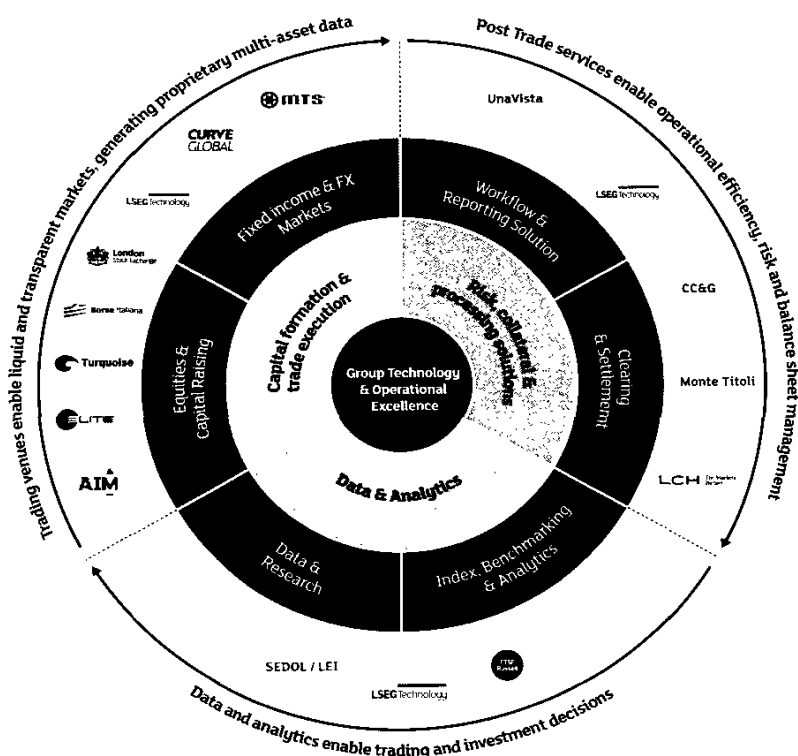 Trading venues enable liquid and transparent markets, generating proprietary multi-asset data
Post Trade services enable operational efficiency, risk and balance sheet management
MTS
CURVE
GLOBAL
LSEG Technology
London
Borsa Italiana
Turquoise
ELITE
AIM
UnaVista
LSEG Technology
CC&G
Monte Titoli
LCH
Fixed income & FX
Markets
Workflow &
Reporting Solution
Equities &
Capital Raising
Clearing
& Settlememt
Capital formation &
trade execution
Risk, collateral &
processing solutions
Group Technology
& Operational
Excellence
Data & Analytics
Data &
Research
Index, Benchmarking
& Analytics
SEDOL / LEI
LSEG Technology
FTSE
Russell
Data and analytics enable trading and investment decisions